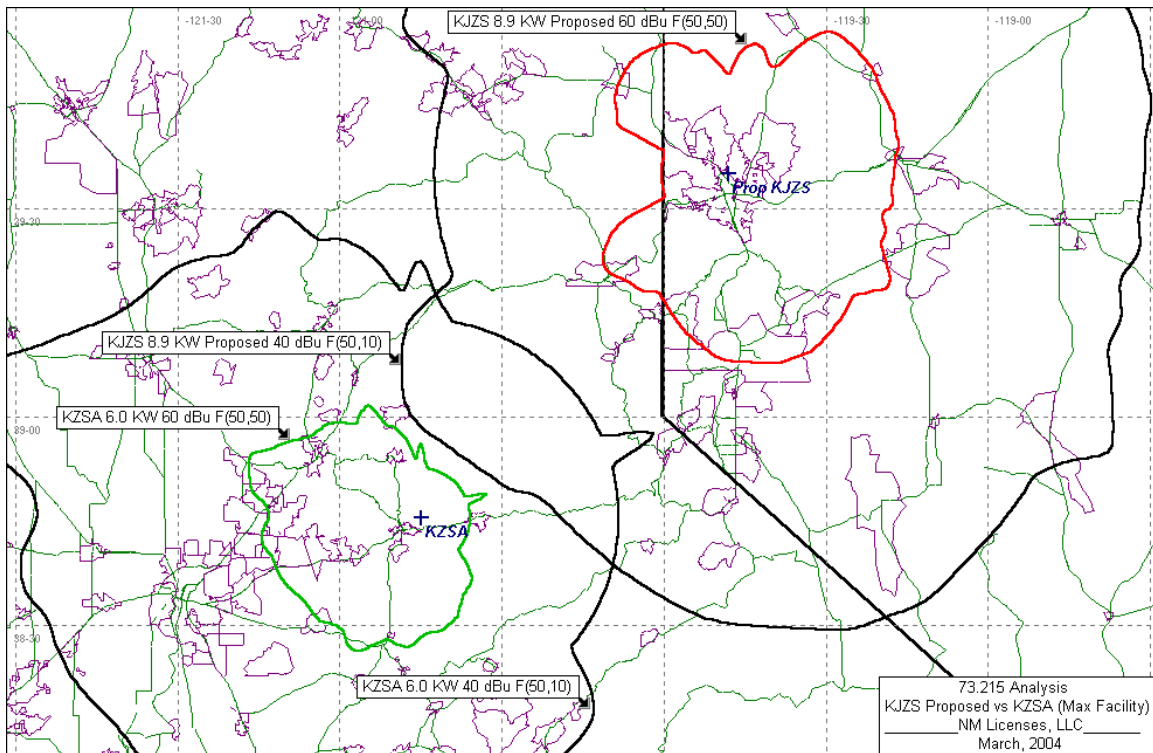 -121-30
-121-00
-119-30
-119-00
KJZS 8.9 KW Proposed 60 dBu F(50,50)
Prop KJZS
39-30
KJZS 8.9 KW Proposed 40 dBu F(50,10)
KZSA 6.0 KW 60 dBu F(50,50)
39-00
KZSA
38-30
KZSA 6.0 KW 40 dBu F(50,10)
73.215 Analysis
KJZS Proposed vs KZSA (Max Facility)
NM Licenses, LLC
March, 2004